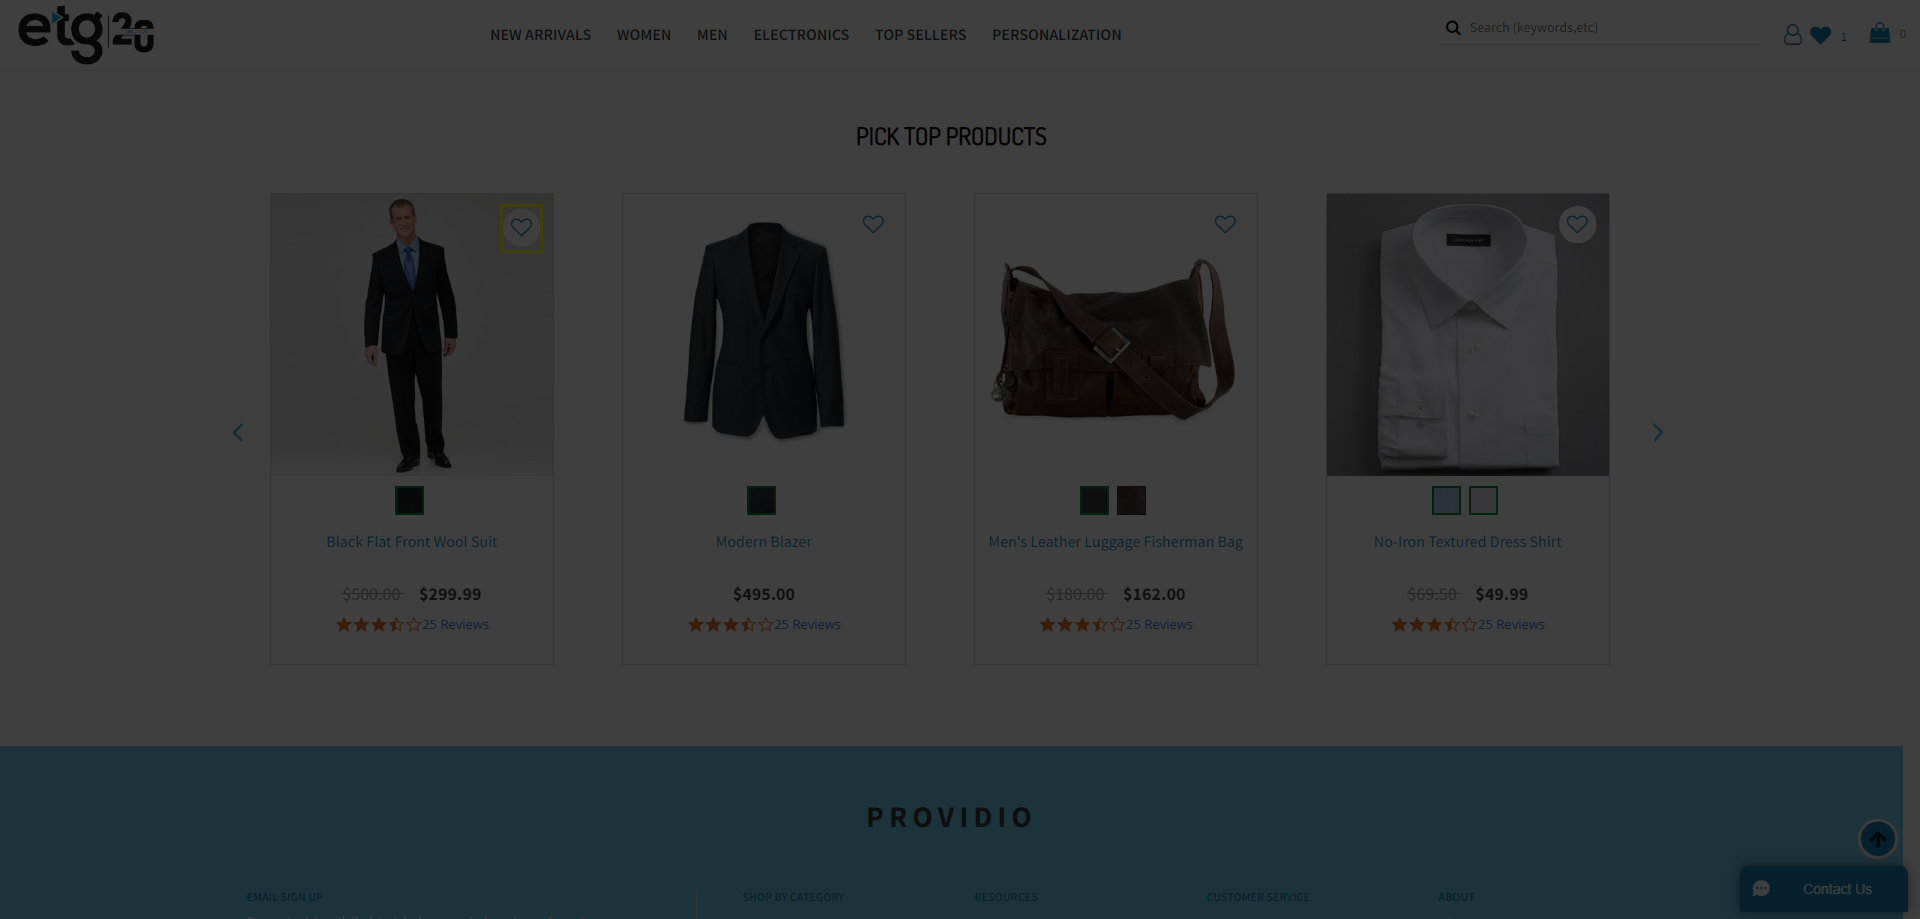 etg|20
NEW ARRIVALS WOMEN MEN ELECTRONICS TOP SELLERS PERSONALIZATION
Search (keywords,etc)
1
0
PICK TOP PRODUCTS
Black Flat Front Wool Suit
$500.00 $299.99
25 Reviews
Modern Blazer
$495.00
25 Reviews
Men's Leather Luggage Fisherman Bag
$180.00 $162.00
25 Reviews
No-Iron Textured Dress Shirt
$69.50 $49.99
25 Reviews
PROVIDIO
EMAIL SIGN UP
SHOP BY CATEGORY
RESOURCES
CUSTOMER SERVICE
ABOUT
Contact Us